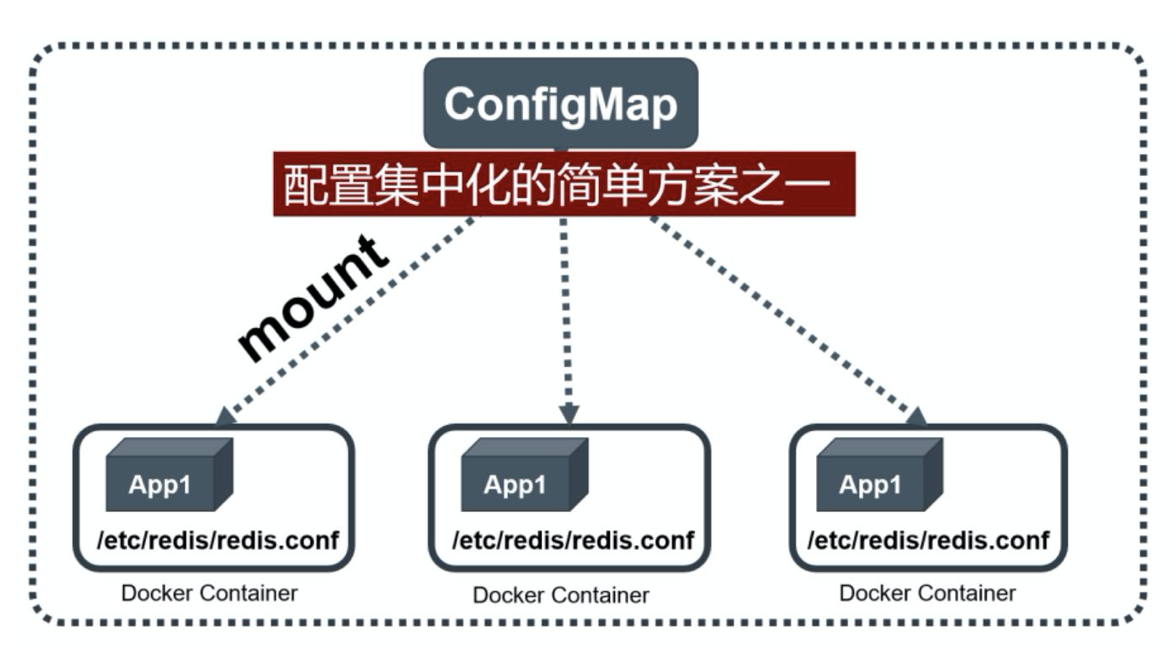 ConfigMap
配置集中化的简单方案之一
mount
App1
/etc/redis/redis.conf
Docker Container
App1
/etc/redis/redis.conf
Docker Container
App1
/etc/redis/redis.conf
Docker Container